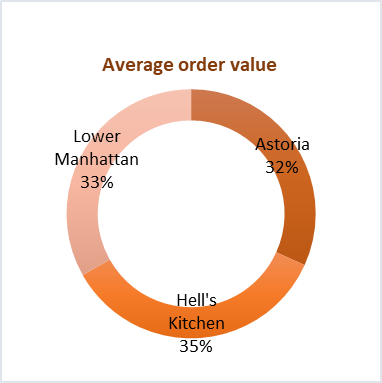 Average order value
Lower
Manhattan
33%
Astoria
32%
Hell's
Kitchen
35%